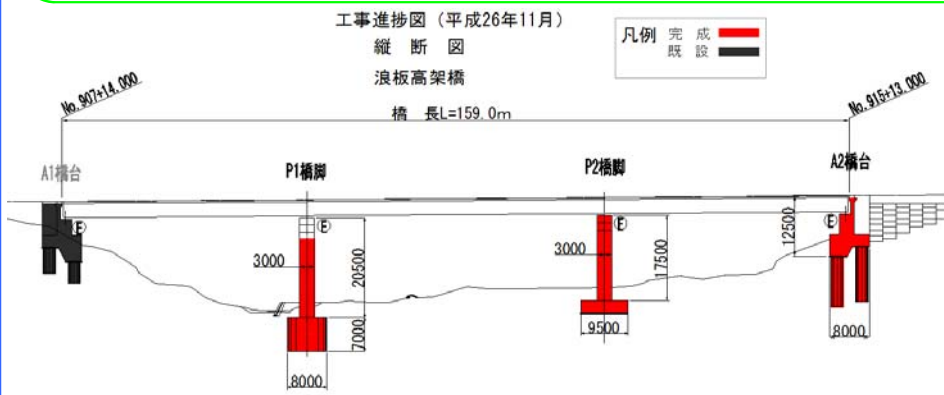 工事進捗図（平成26年11月）
縦 断 図
浪板高架橋
凡例 完 成
既 設
No.907+14.000
No.915+13.000
橋 長L=159.0m
A1橋台
P1橋脚
P2橋脚
A2橋台
E
E
E
E
3000
20500
7000
8000
3000
17500
9500
12500
8000